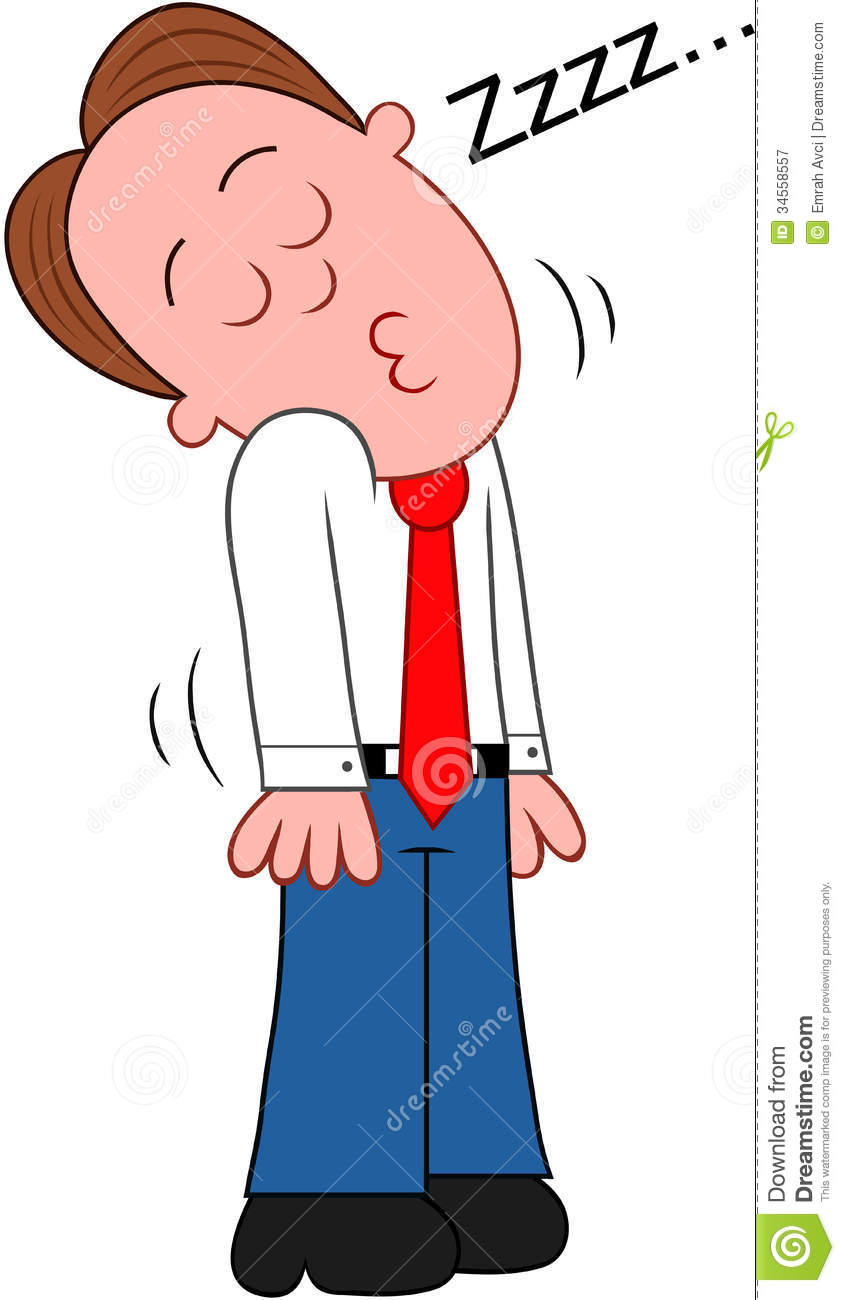 Zzzz...
dreamstime
dreamstime
dreamstime
dreamstime
dreamstime
dreamstime
dreamstime
ID 34558557
© Emrah Avci | Dreamstime.com
Download from
Dreamstime.com
This watermarked comp image is for previewing purposes only.